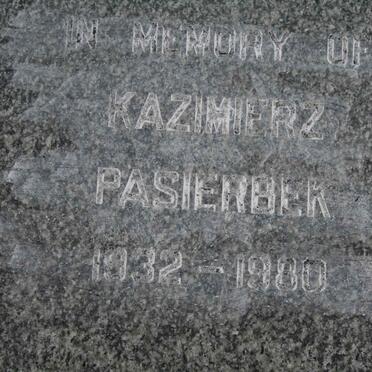 IN MEMORY OF
KAZIMIERZ
PASIERBEK
1932 - 1980